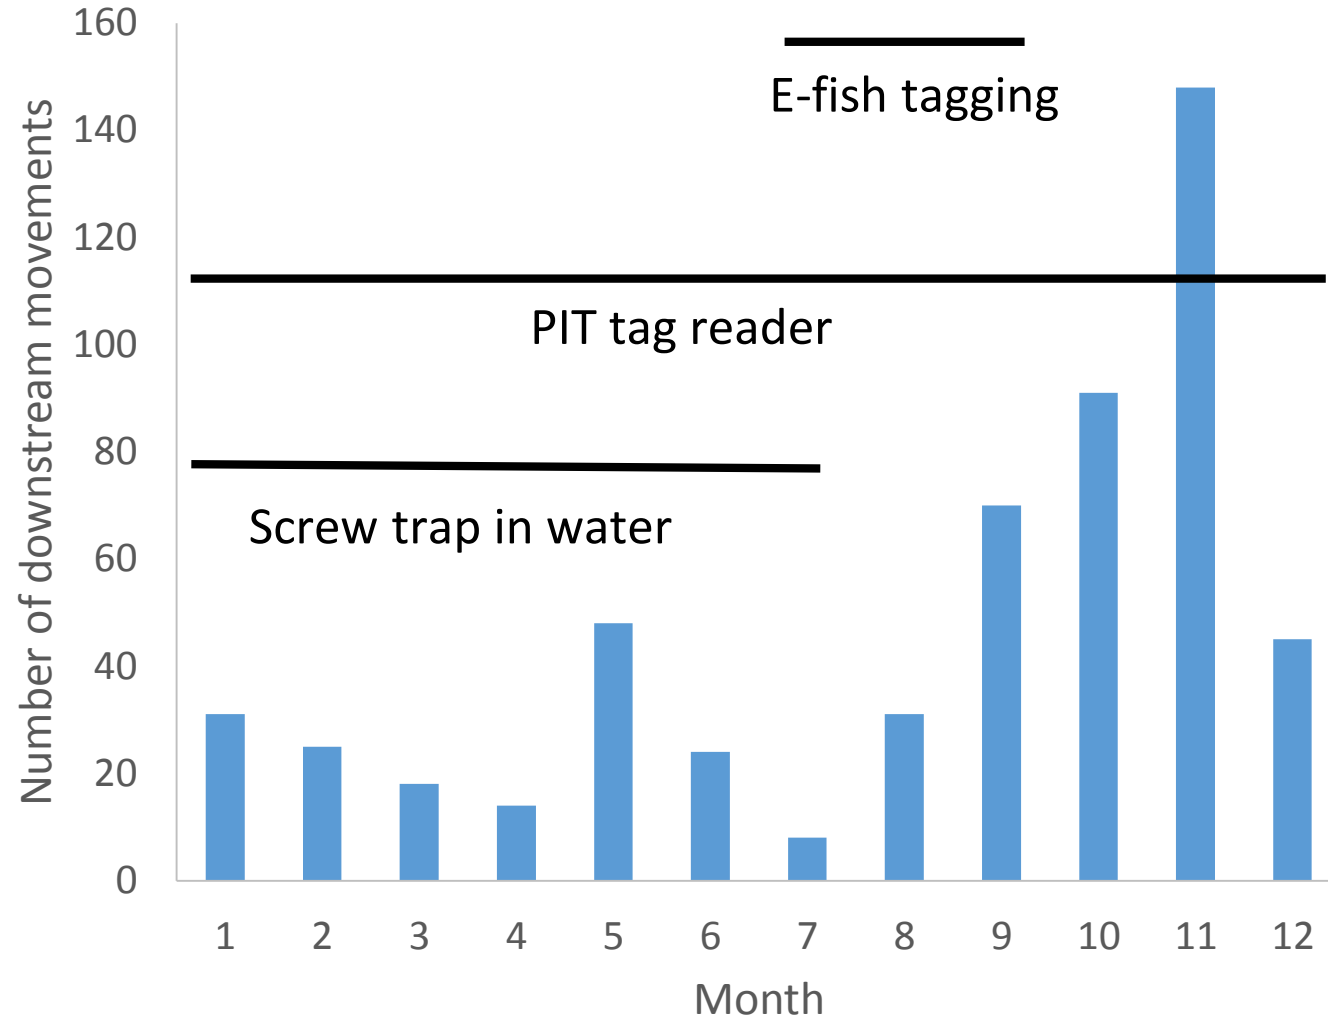 Number of downstream movements
160
140
120
100
80
60
40
20
0
E-fish tagging
PIT tag reader
Screw trap in water
1 2 3 4 5 6 7 8 9 10 11 12
Month